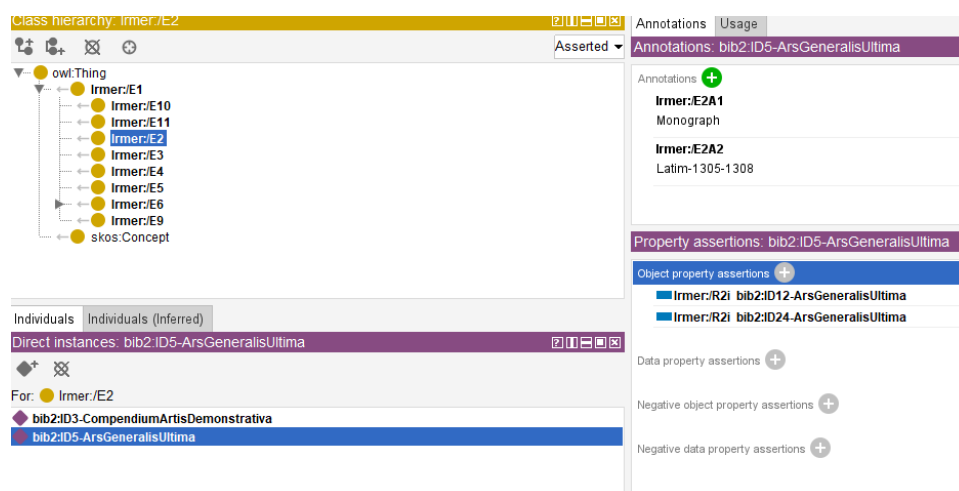 Class hierarchy: Irmer:/E2
Asserted
owl:Thing
Irmer:/E1
Irmer:/E10
Irmer:/E11
Irmer:/E2
Irmer:/E3
Irmer:/E4
Irmer:/E5
Irmer:/E6
Irmer:/E9
skos:Concept
Individuals Individuals (Inferred)
Direct instances: bib2:ID5-ArsGeneralisUltima
For: Irmer:/E2
bib2:ID3-CompendiumArtisDemonstrativa
bib2:ID5-ArsGeneralisUltima
Annotations Usage
Annotations: bib2:ID5-ArsGeneralisUltima
Annotations
Irmer:/E2A1
Monograph
Irmer:/E2A2
Latim-1305-1308
Property assertions: bib2:ID5-ArsGeneralisUltima
Object property assertions
Irmer:/R2i bib2:ID12-ArsGeneralisUltima
Irmer:/R2i bib2:ID24-ArsGeneralisUltima
Data property assertions
Negative object property assertions
Negative data property assertions